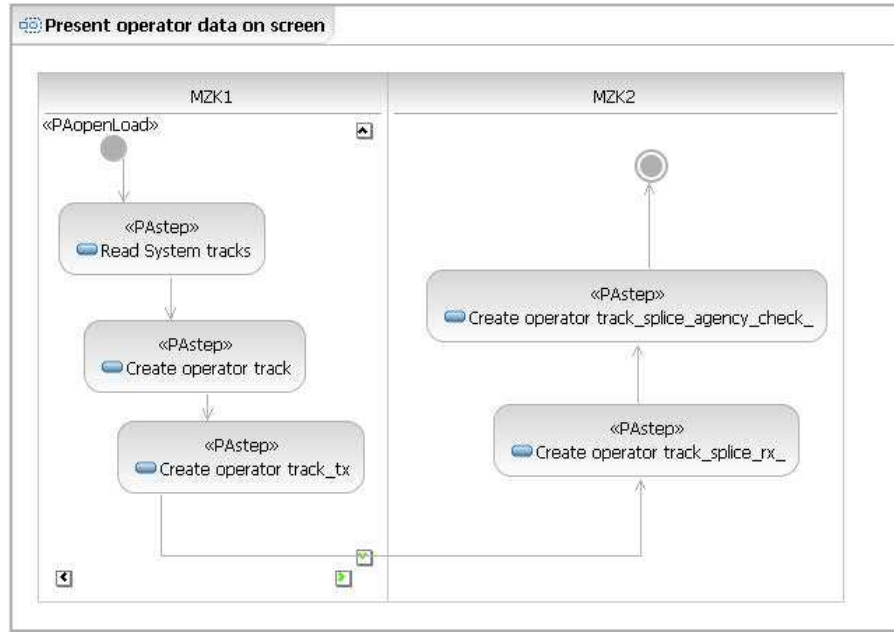 Present operator data on screen
MZK1
MZK2
«PAopenLoad»
«PAstep»
Read System tracks
«PAstep»
Create operator track
«PAstep»
Create operator track_tx
«PAstep»
Create operator track_splice_agency_check_
«PAstep»
Create operator track_splice_rx_